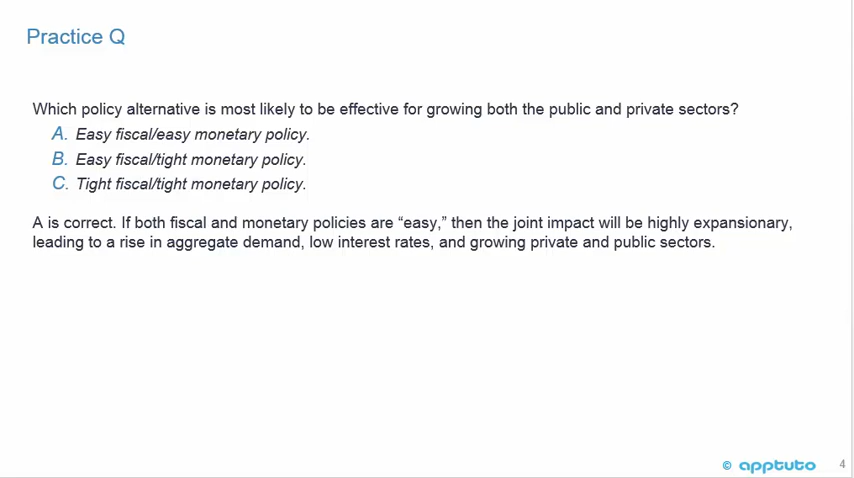 Practice Q
Which policy alternative is most likely to be effective for growing both the public and private sectors?
A. Easy fiscal/easy monetary policy.
B. Easy fiscal/tight monetary policy.
C. Tight fiscal/tight monetary policy.
A is correct. If both fiscal and monetary policies are “easy,” then the joint impact will be highly expansionary,
leading to a rise in aggregate demand, low interest rates, and growing private and public sectors.
© apptuto 4